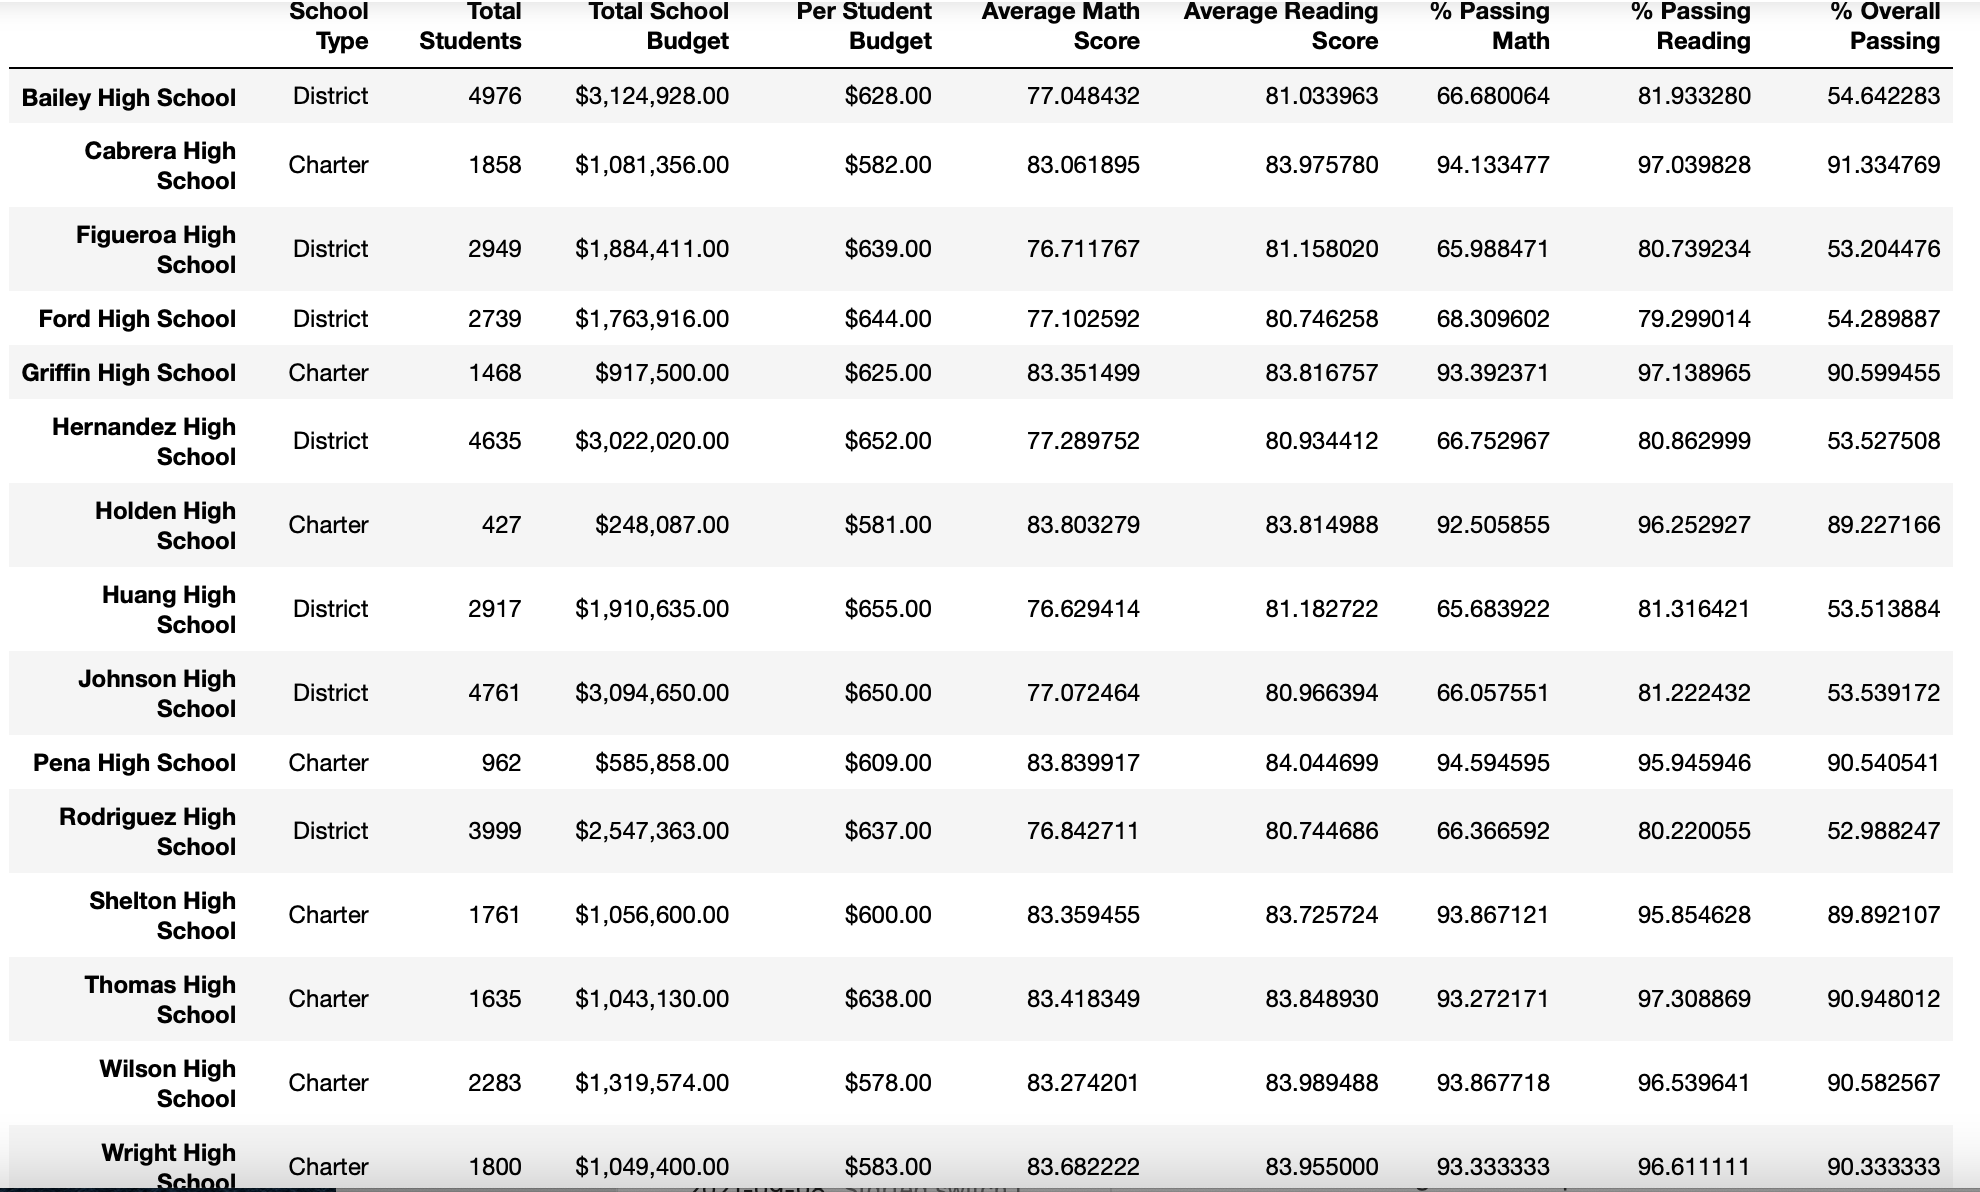 School Type Total Students Total School Budget Per Student Budget Average Math Score Average Reading Score % Passing Math % Passing Reading % Overall Passing
Bailey High School District 4976 $3,124,928.00 $628.00 77.048432 81.033963 66.680064 81.933280 54.642283
Cabrera High School Charter 1858 $1,081,356.00 $582.00 83.061895 83.975780 94.133477 97.039828 91.334769
Figueroa High School District 2949 $1,884,411.00 $639.00 76.711767 81.158020 65.988471 80.739234 53.204476
Ford High School District 2739 $1,763,916.00 $644.00 77.102592 80.746258 68.309602 79.299014 54.289887
Griffin High School Charter 1468 $917,500.00 $625.00 83.351499 83.816757 93.392371 97.138965 90.599455
Hernandez High School District 4635 $3,022,020.00 $652.00 77.289752 80.934412 66.752967 80.862999 53.527508
Holden High School Charter 427 $248,087.00 $581.00 83.803279 83.814988 92.505855 96.252927 89.227166
Huang High School District 2917 $1,910,635.00 $655.00 76.629414 81.182722 65.683922 81.316421 53.513884
Johnson High School District 4761 $3,094,650.00 $650.00 77.072464 80.966394 66.057551 81.222432 53.539172
Pena High School Charter 962 $585,858.00 $609.00 83.839917 84.044699 94.594595 95.945946 90.540541
Rodriguez High School District 3999 $2,547,363.00 $637.00 76.842711 80.744686 66.366592 80.220055 52.988247
Shelton High School Charter 1761 $1,056,600.00 $600.00 83.359455 83.725724 93.867121 95.854628 89.892107
Thomas High School Charter 1635 $1,043,130.00 $638.00 83.418349 83.848930 93.272171 97.308869 90.948012
Wilson High School Charter 2283 $1,319,574.00 $578.00 83.274201 83.989488 93.867718 96.539641 90.582567
Wright High School Charter 1800 $1,049,400.00 $583.00 83.682222 83.955000 93.333333 96.611111 90.333333